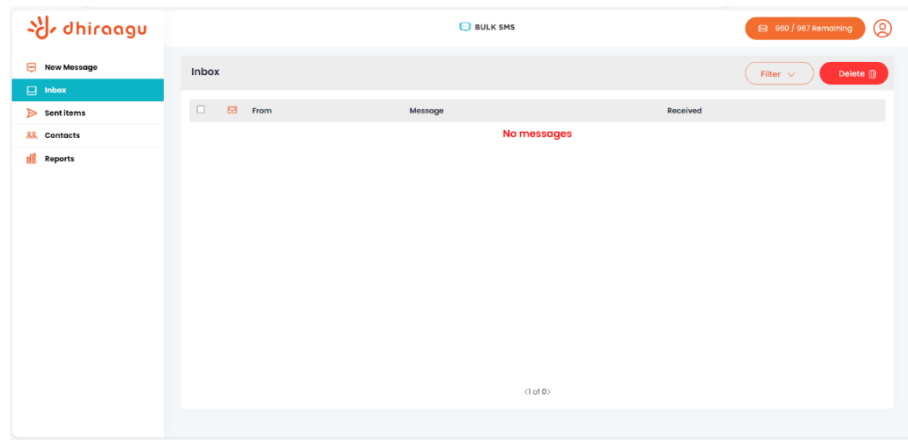 dhiraagu
BULK SMS
960 / 967 Remaining
New Message
Inbox
Sent items
Contacts
Reports
Inbox
Filter
Delete
From Message Received
No messages
<1 of 0>